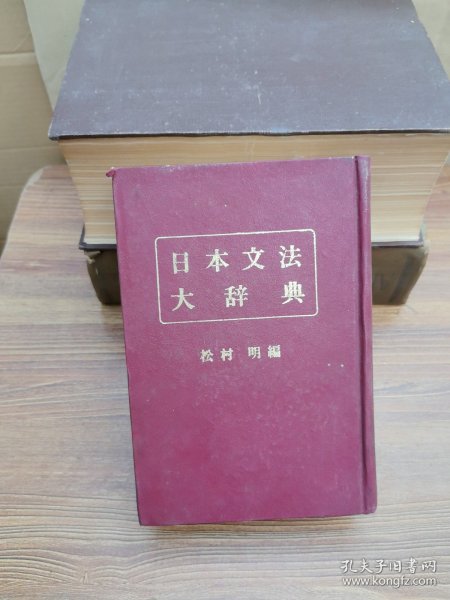 日本文法
大辞典
松村 明編
孔夫子旧书网
www.kongfz.com